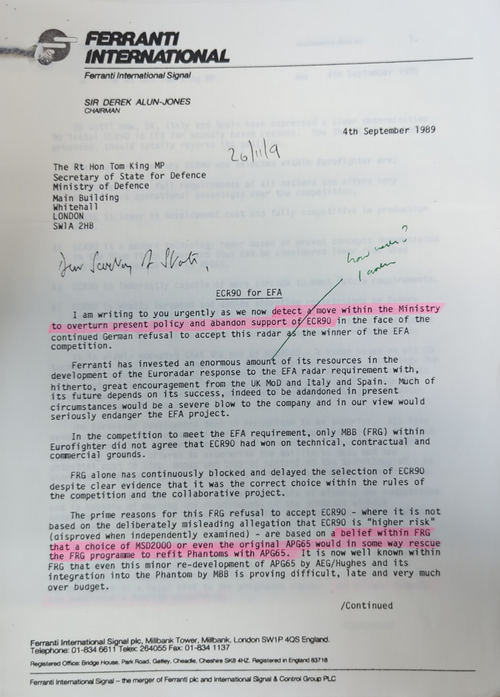 FERRANTI
INTERNATIONAL
Ferranti International Signal
SIR DEREK ALUN-JONES
CHAIRMAN
4th September 1989
26/11/9
The Rt Hon Tom King MP
Secretary of State for Defence
Ministry of Defence
Main Building
Whitehall
LONDON
SW1A 2HB
Dear Secretary of State,
ECR90 for EFA
I am writing to you urgently as we now detect a move within the Ministry
to overturn present policy and abandon support of ECR90 in the face of the
continued German refusal to accept this radar as the winner of the EFA
competition.
Ferranti has invested an enormous amount of its resources in the
development of the Euroradar response to the EFA radar requirement with,
hitherto, great encouragement from the UK MoD and Italy and Spain. Much of
its future depends on its success, indeed to be adandoned in present
circumstances would be a severe blow to the company and in our view would
seriously endanger the EFA project.
In the competition to meet the EFA requirement, only MBB (FRG) within
Eurofighter did not agree that ECR90 had won on technical, contractual and
commercial grounds.
FRG alone has continuously blocked and delayed the selection of ECR90
despite clear evidence that it was the correct choice within the rules of
the competition and the collaborative project.
The prime reasons for this FRG refusal to accept ECR90 - where it is not
based on the deliberately misleading allegation that ECR90 is "higher risk"
(disproved when independently examined) - are based on a belief within FRG
that a choice of MSD2000 or even the original APG65 would in some way rescue
the FRG programme to refit Phantoms with APG65. It is now well known within
FRG that even this minor re-development of APG65 by AEG/Hughes and its
integration into the Phantom by MBB is proving difficult, late and very much
over budget.
/Continued
Ferranti International Signal plc, Millbank Tower, Millbank, London SW1P 4QS England.
Telephone: 01-834 6611 Telex: 264055 Felin G Fax: 01-834 1137
Registered Office: Bridge House, Park Road, Gatley, Cheadle, Cheshire SK8 4HZ. Registered in England 83718
Ferranti International Signal – the merger of Ferranti plc and International Signal & Control Group PLC